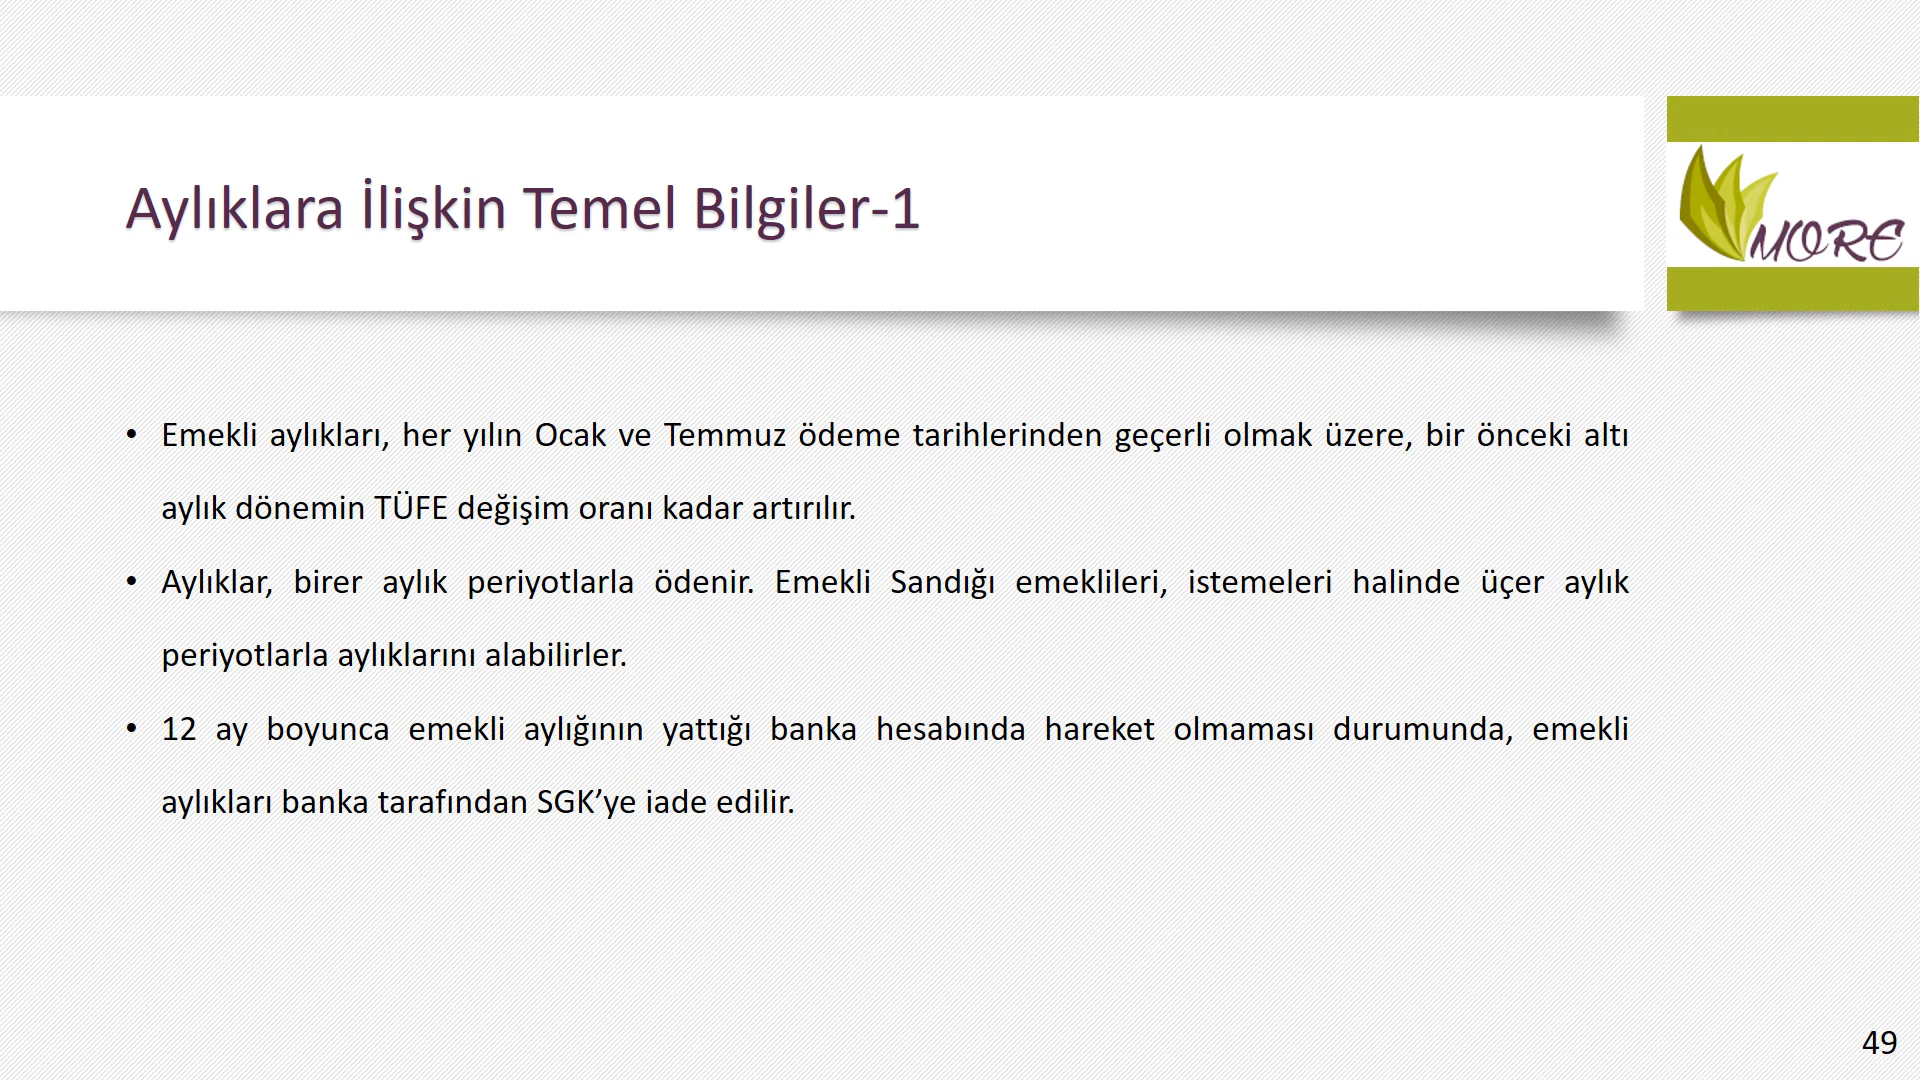 Aylıklara İlişkin Temel Bilgiler-1
MORE
• Emekli aylıkları, her yılın Ocak ve Temmuz ödeme tarihlerinden geçerli olmak üzere, bir önceki altı
aylık dönemin TÜFE değişim oranı kadar artırılır.
• Aylıklar, birer aylık periyotlarla ödenir. Emekli Sandığı emeklileri, istemeleri halinde üçer aylık
periyotlarla aylıklarını alabilirler.
• 12 ay boyunca emekli aylığının yattığı banka hesabında hareket olmaması durumunda, emekli
aylıkları banka tarafından SGK’ye iade edilir.
49